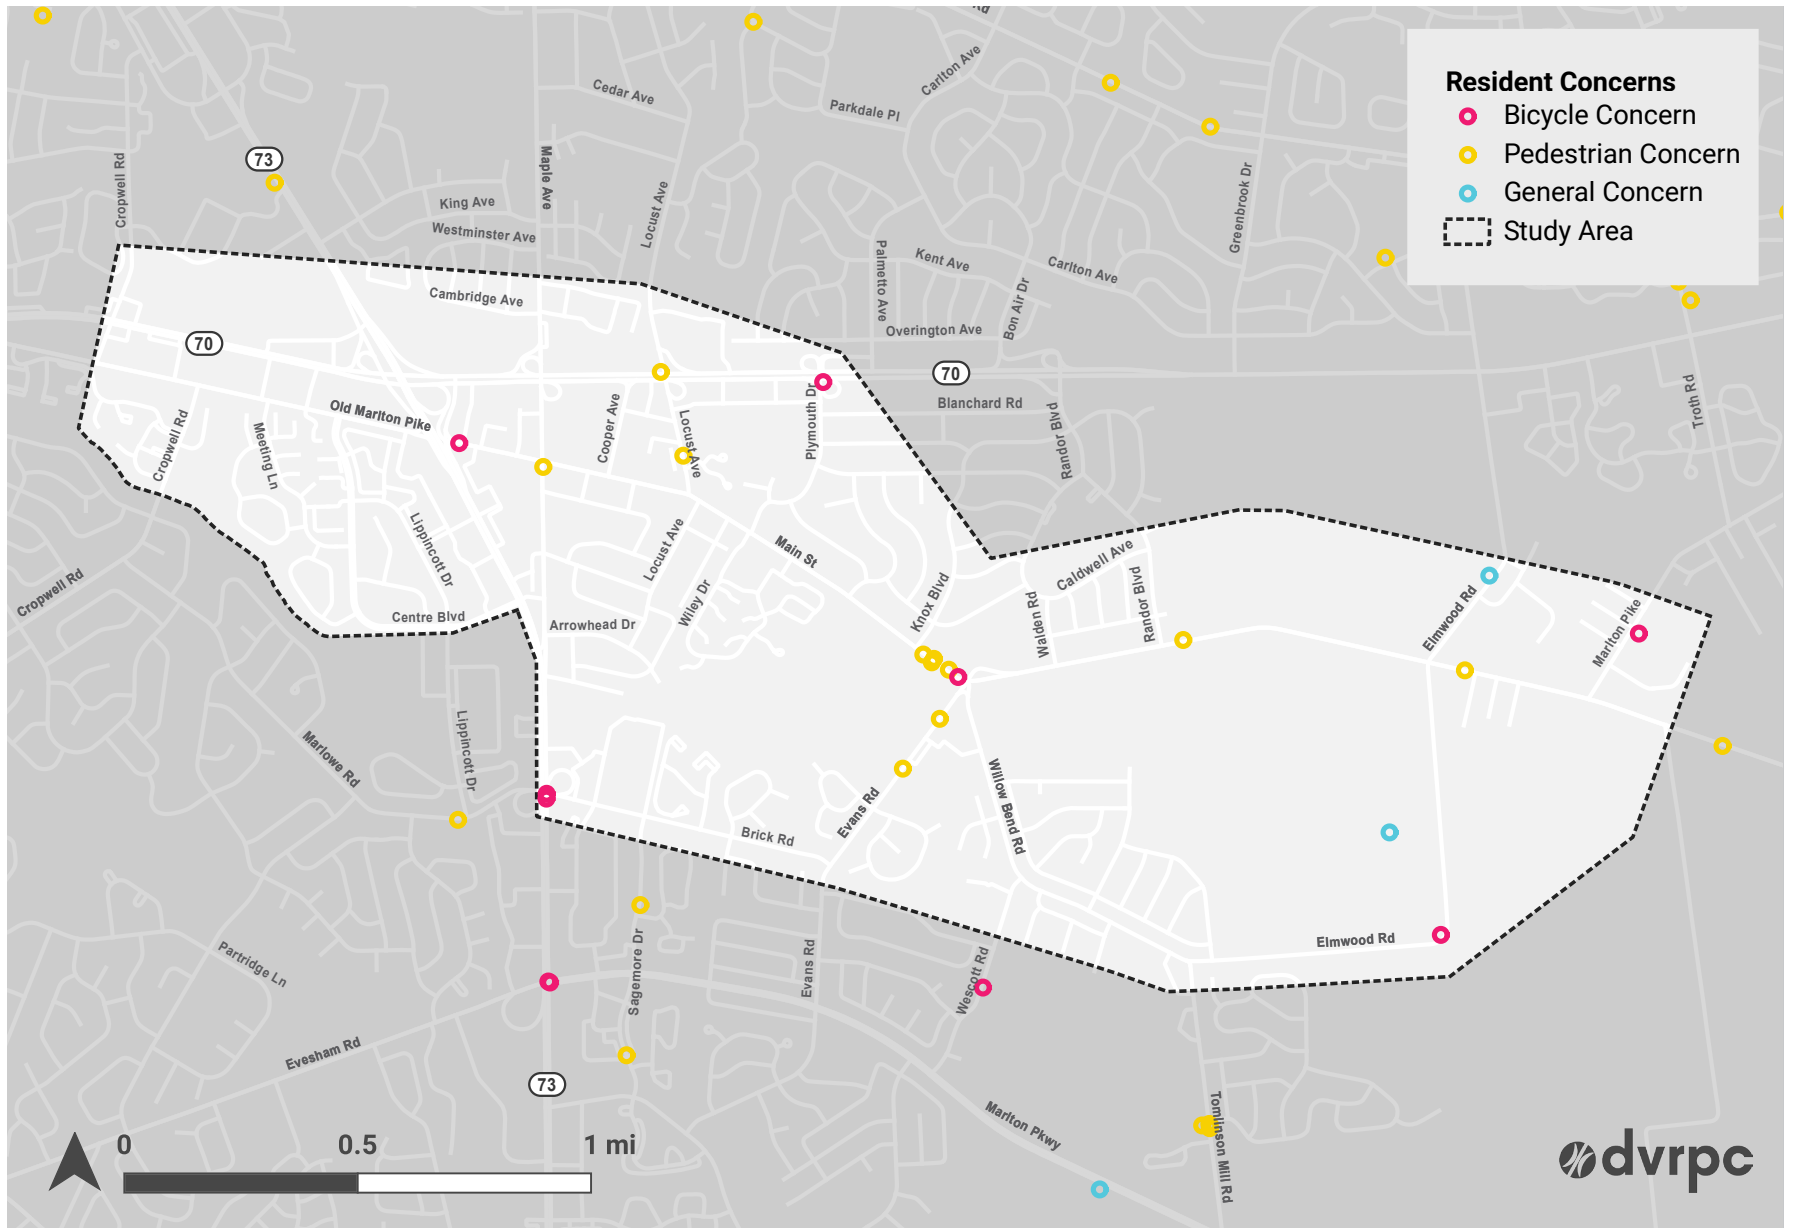 Rd
Carlton Ave
Cedar Ave
Parkdale Pl
Resident Concerns
Bicycle Concern
Pedestrian Concern
General Concern
Study Area
Cropwell Rd
73
Maple Ave
King Ave
Westminster Ave
Locust Ave
Greenbrook Dr
Palmetto Ave
Kent Ave
Carlton Ave
Bon Air Dr
Overington Ave
Cambridge Ave
70
70
Blanchard Rd
Troth Rd
Old Marlton Pike
Cropwell Rd
Meeting Ln
Cooper Ave
Locust Ave
Plymouth Dr
Randor Blvd
Lippincott Dr
Locust Ave
Main St
Caldwell Ave
Cropwell Rd
Centre Blvd
Arrowhead Dr
Wiley Dr
Knox Blvd
Walden Rd
Randor Blvd
Elmwood Rd
Marlton Pike
Marlowe Rd
Lippincott Dr
Brick Rd
Evans Rd
Willow Bend Rd
Partridge Ln
Sagemore Dr
Evans Rd
Wescott Rd
Elmwood Rd
Evesham Rd
73
Marlton Pkwy
Tomlinson Mill Rd
0 0.5 1 mi
dvrpc